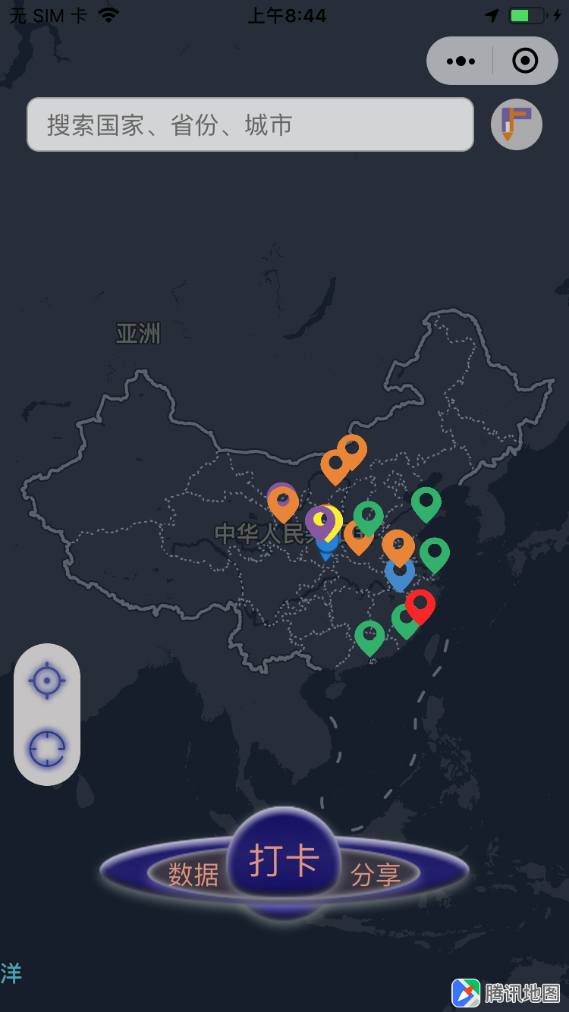 无 SIM 卡
上午8:44
搜索国家、省份、城市
亚洲
中华人民共
数据
打卡
分享
洋
腾讯地图